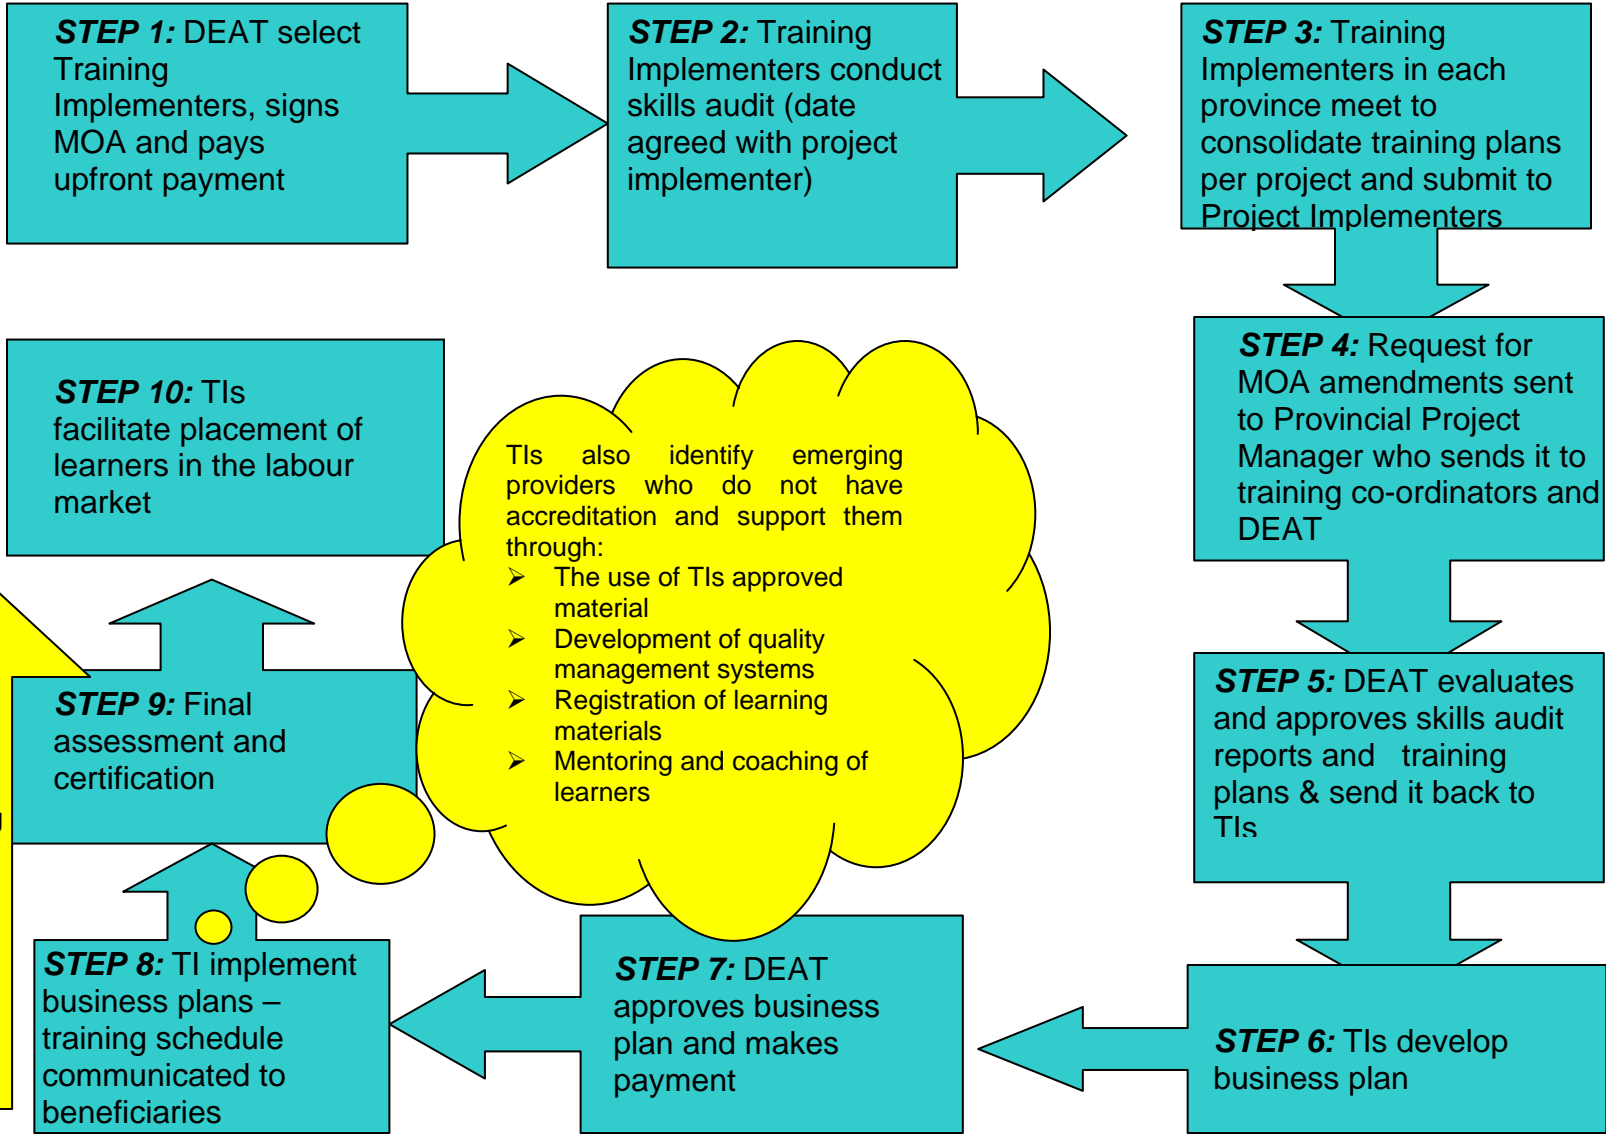 STEP 1: DEAT select
Training
Implementers, signs
MOA and pays
upfront payment
STEP 2: Training
Implementers conduct
skills audit (date
agreed with project
implementer)
STEP 3: Training
Implementers in each
province meet to
consolidate training plans
per project and submit to
Project Implementers
STEP 4: Request for
MOA amendments sent
to Provincial Project
Manager who sends it to
training co-ordinators and
DEAT
STEP 5: DEAT evaluates
and approves skills audit
reports and training
plans & send it back to
TIs
STEP 6: TIs develop
business plan
STEP 7: DEAT
approves business
plan and makes
payment
STEP 8: TI implement
business plans –
training schedule
communicated to
beneficiaries
STEP 9: Final
assessment and
certification
STEP 10: TIs
facilitate placement of
learners in the labour
market
TIs also identify emerging
providers who do not have
accreditation and support them
through:
➢ The use of TIs approved
material
➢ Development of quality
management systems
➢ Registration of learning
materials
➢ Mentoring and coaching of
learners